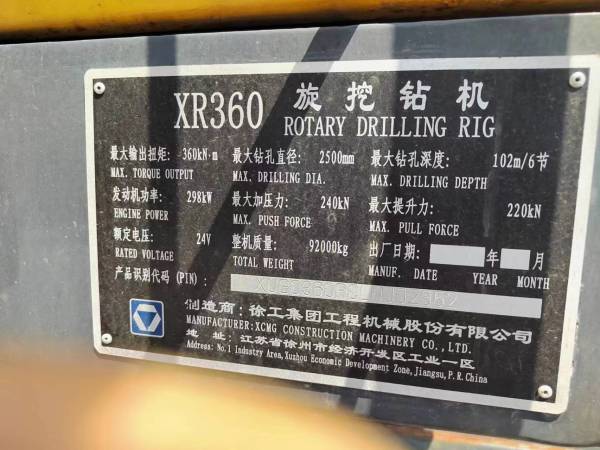 XR360 旋挖钻机
ROTARY DRILLING RIG
最大输出扭矩: 360kN·m 最大钻孔直径: 2500mm 最大钻孔深度: 102m/6节
MAX. TORQUE OUTPUT MAX. DRILLING DIA. MAX. DRILLING DEPTH
发动机功率: 298kW 最大加压力: 240kN 最大提升力: 220kN
ENGINE POWER MAX. PUSH FORCE MAX. PULL FORCE
额定电压: 24V 整机质量: 92000kg 出厂日期: 年 月
RATED VOLTAGE TOTAL WEIGHT MANUF. DATE YEAR MONTH
产品识别代码(PIN):
制造商: 徐工集团工程机械股份有限公司
MANUFACTURER:XCMG CONSTRUCTION MACHINERY CO.,LTD.
地 址: 江苏省徐州市经济开发区工业一区
Address: No.1 Industry Area, Xuzhou Economic Development Zone, Jiangsu, P.R.China